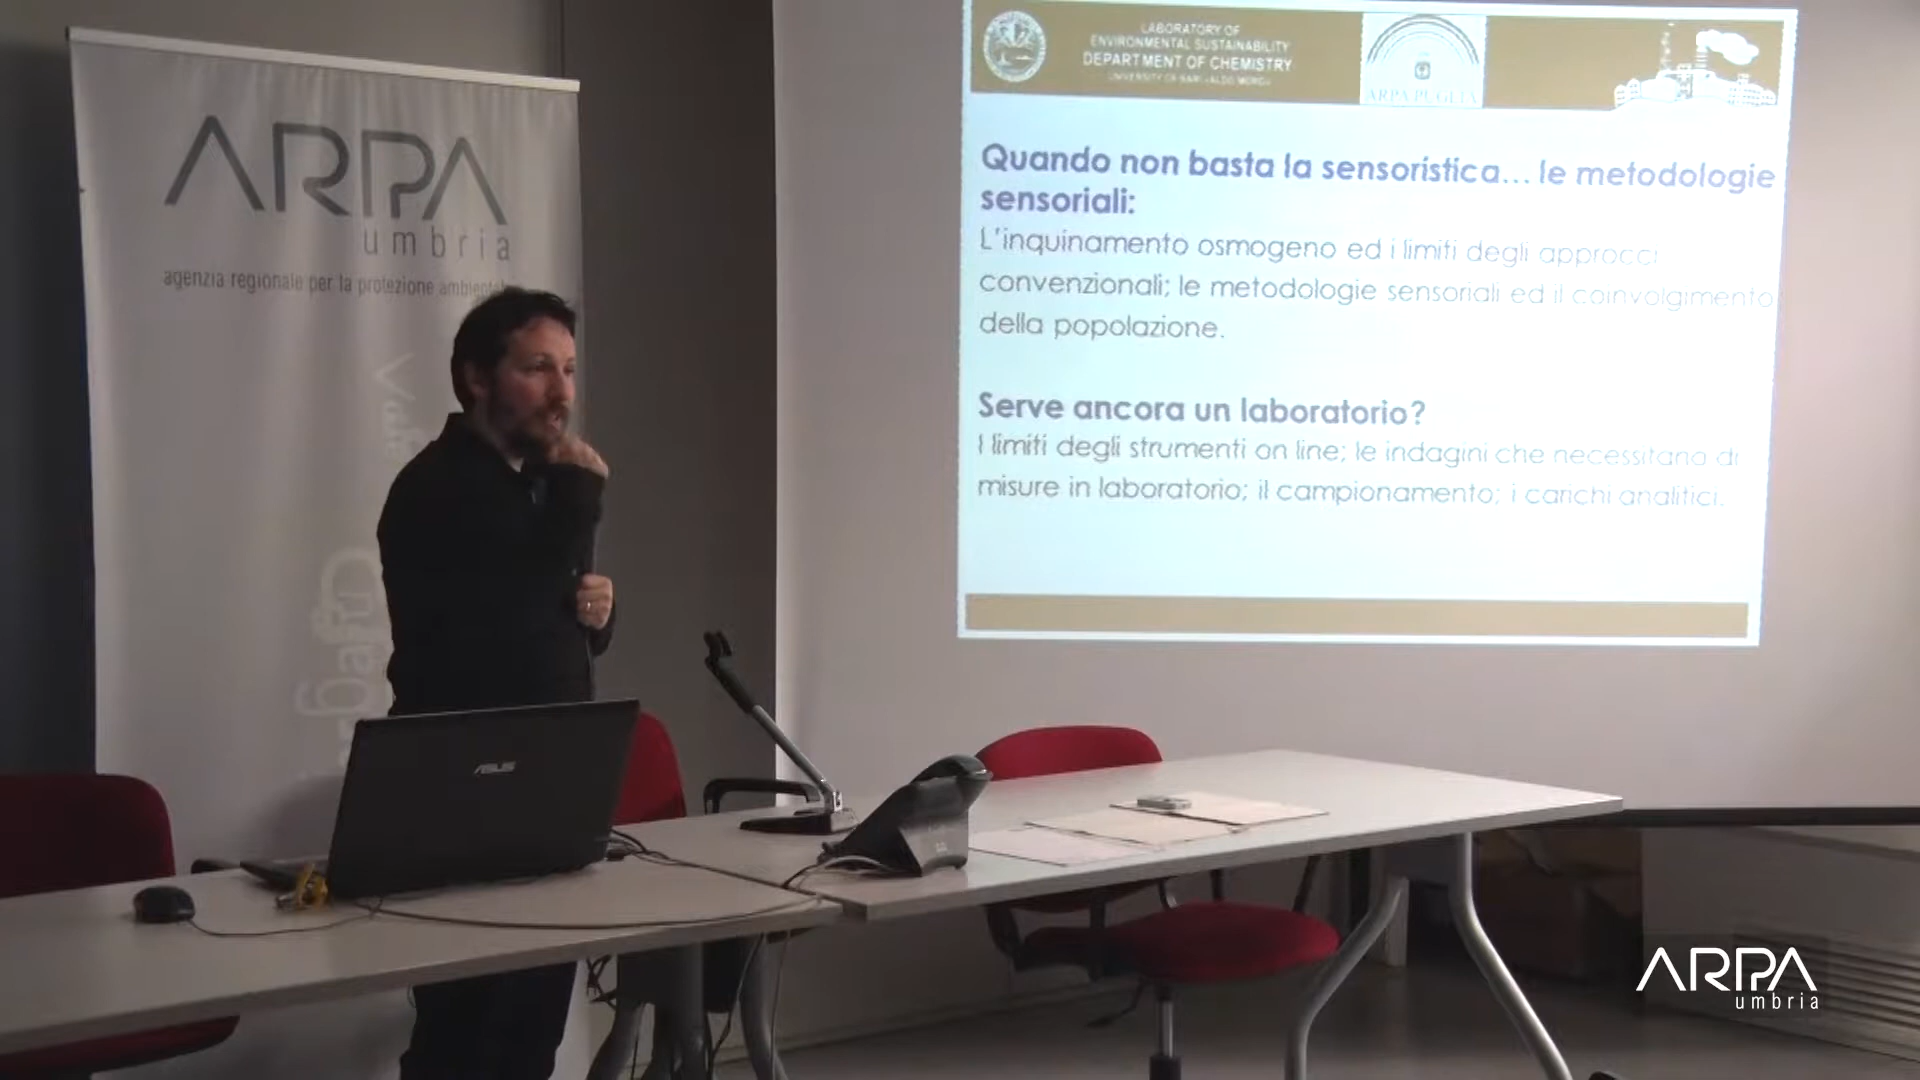 ARPA
umbria
agenzia regionale per la protezione
LABORATORY OF
ENVIRONMENTAL SUSTAINABILITY
DEPARTMENT OF CHEMISTRY
ARPA PUGLIA
Quando non basta la sensoristica... le metodologie
sensoriali:
L'inquinamento osmogeno ed i limiti degli approcci
convenzionali; le metodologie sensoriali ed il coinvolgimento
della popolazione.
Serve ancora un laboratorio?
I limiti degli strumenti on line; le indagini che necessitano di
misure in laboratorio; il campionamento; i carichi analitici.
ASUS
ARPA
umbria